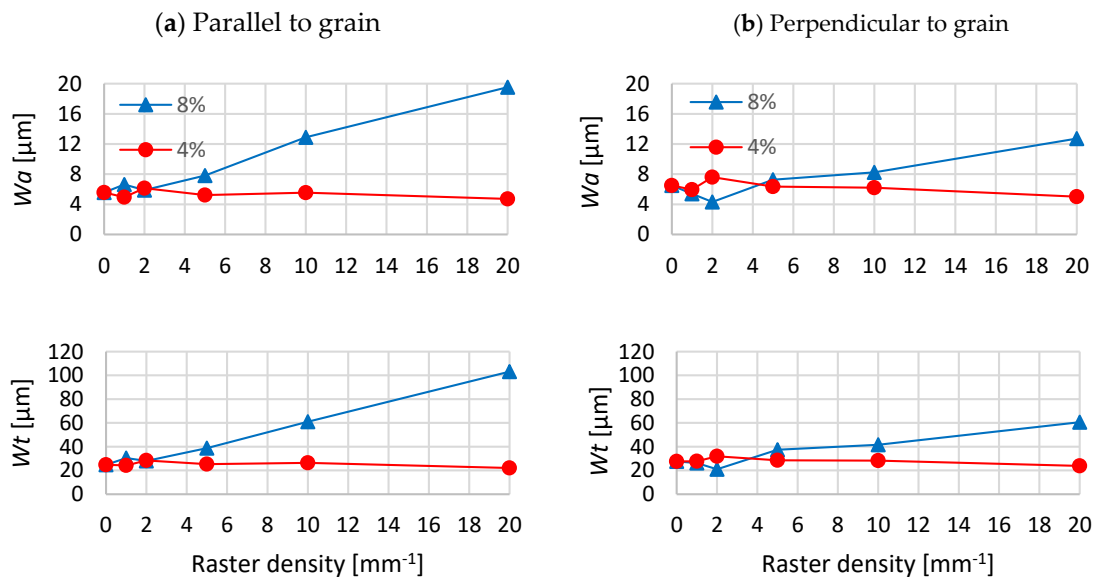 (a) Parallel to grain
(b) Perpendicular to grain
Wa [µm]
20
16
12
8
4
0
8%
4%
0 2 4 6 8 10 12 14 16 18 20
Wa [µm]
20
16
12
8
4
0
8%
4%
0 2 4 6 8 10 12 14 16 18 20
Wt [µm]
120
100
80
60
40
20
0
0 2 4 6 8 10 12 14 16 18 20
Raster density [mm⁻¹]
Wt [µm]
120
100
80
60
40
20
0
0 2 4 6 8 10 12 14 16 18 20
Raster density [mm⁻¹]